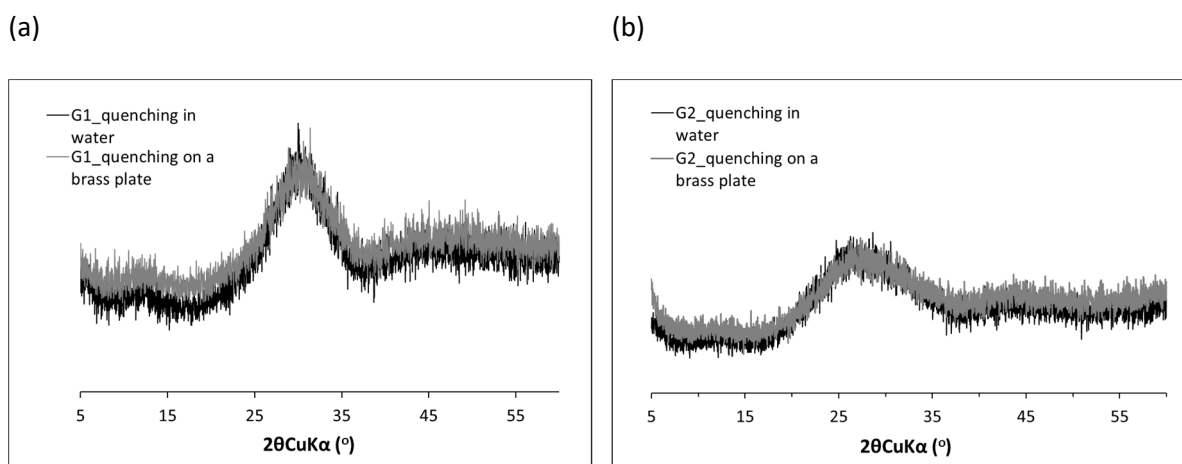 (a)
G1_quenching in
water
G1_quenching on a
brass plate
5 15 25 35 45 55
2θCuKα (°)
(b)
G2_quenching in
water
G2_quenching on a
brass plate
5 15 25 35 45 55
2θCuKα (°)